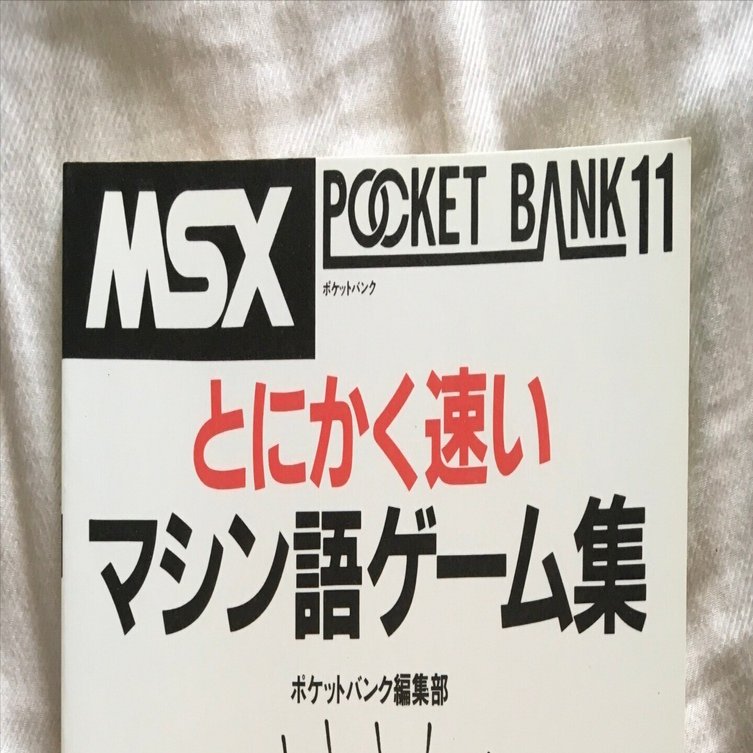 MSX
POCKET BANK 11
ポケットバンク
とにかく速い
マシン語ゲーム集
ポケットバンク編集部